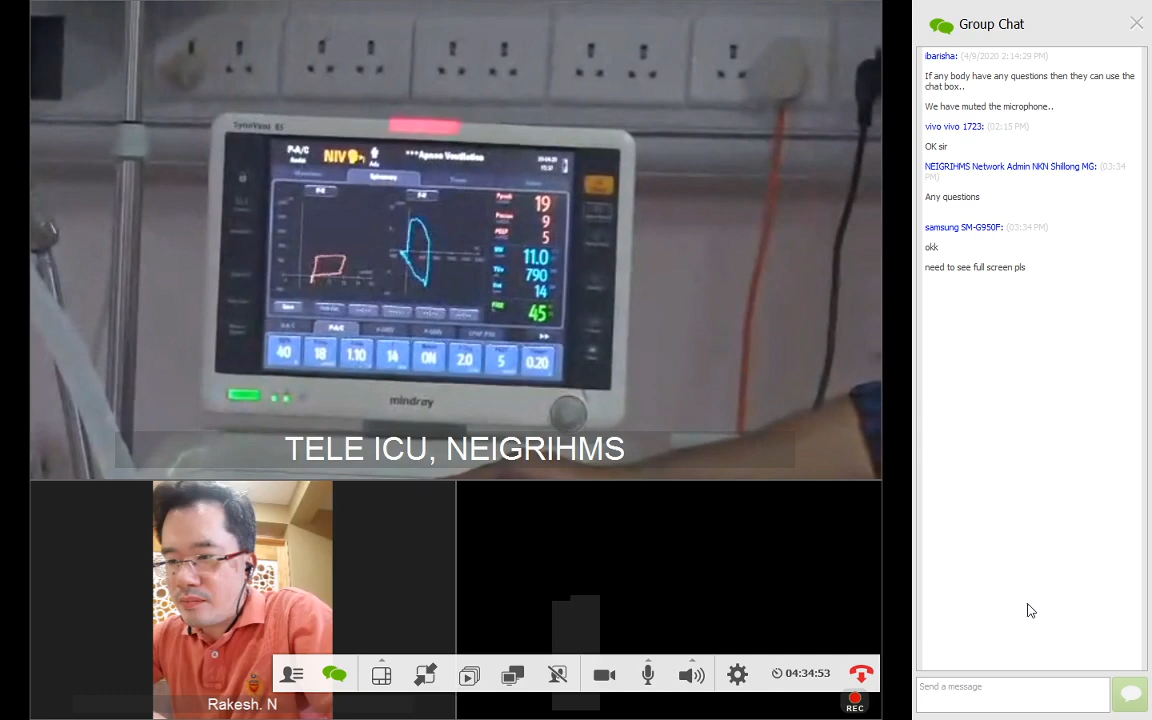 SynoVent E5
P-A/C
NIV
***Apnea Ventilation
Spirometry
19
9
5
11.0
790
14
45
P-A/C
40
18
1.10
14
ON
2.0
5
0.20
mindray
TELE ICU, NEIGRIHMS
Rakesh. N
04:34:53
REC
Group Chat
ibarisha: (4/9/2020 2:14:29 PM)
If any body have any questions then they can use the
chat box..
We have muted the microphone..
vivo vivo 1723: (02:15 PM)
OK sir
NEIGRIHMS Network Admin NKN Shillong MG: (03:34
PM)
Any questions
samsung SM-G950F: (03:34 PM)
okk
need to see full screen pls
Send a message